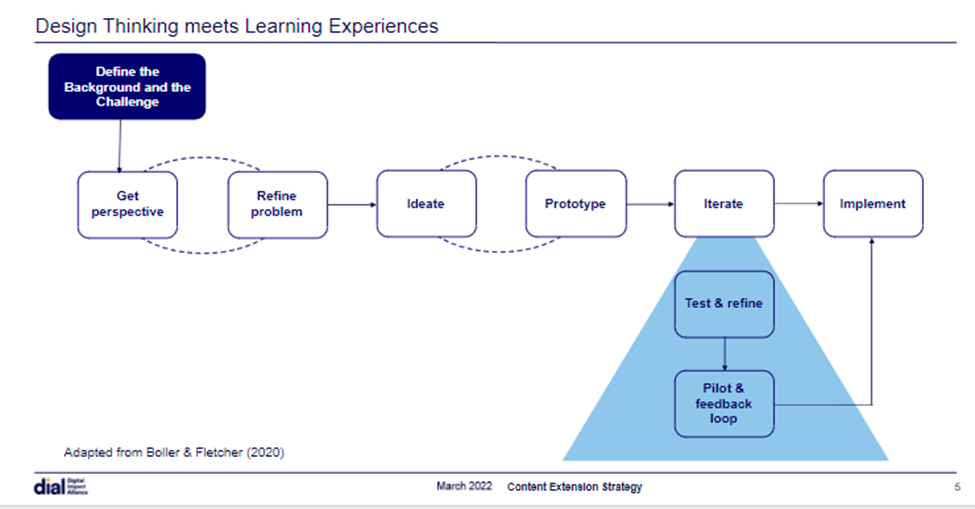 Design Thinking meets Learning Experiences
Define the
Background and the
Challenge
Get
perspective
Refine
problem
Ideate
Prototype
Iterate
Implement
Test & refine
Pilot &
feedback
loop
Adapted from Boller & Fletcher (2020)
dial
Digital
Impact
Alliance
March 2022
Content Extension Strategy
5